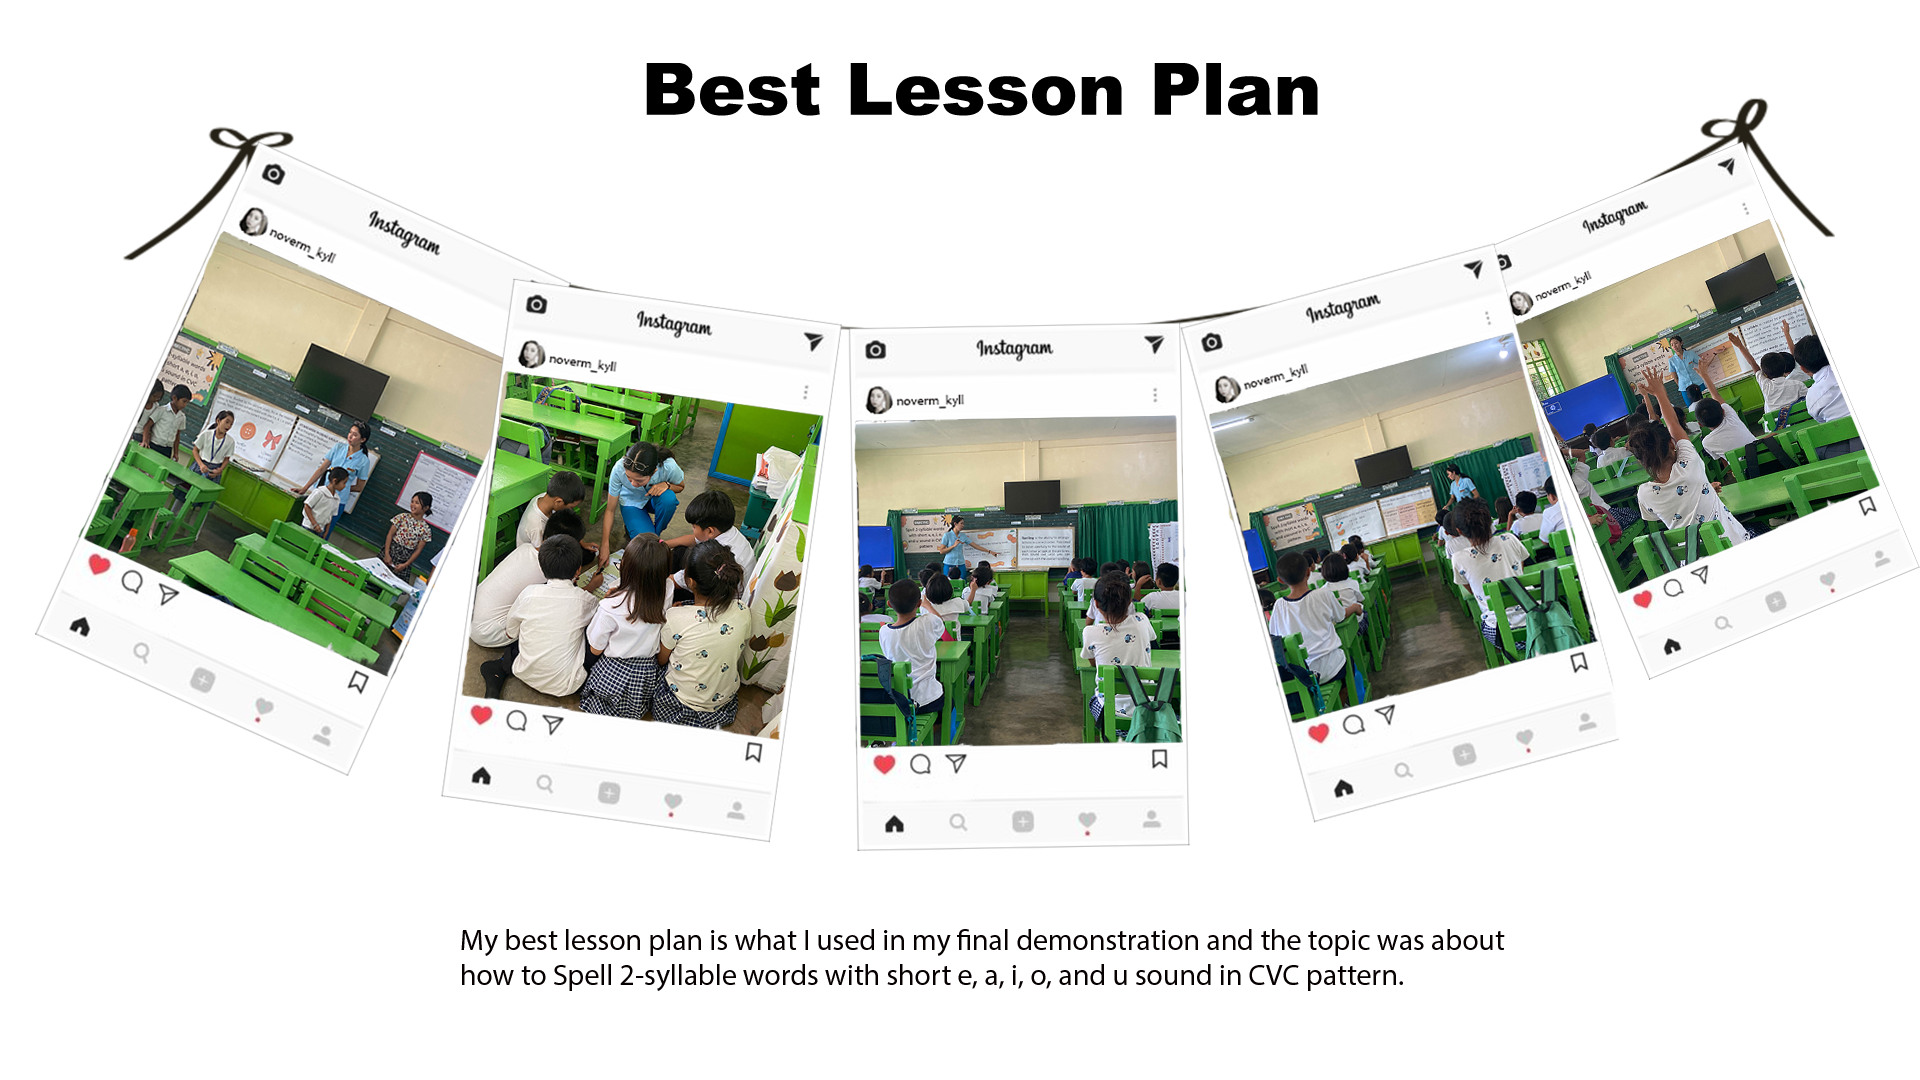 Best Lesson Plan
Instagram
noverm_kyll
Instagram
noverm_kyll
Instagram
noverm_kyll
Instagram
noverm_kyll
Instagram
noverm_kyll
My best lesson plan is what I used in my final demonstration and the topic was about
how to Spell 2-syllable words with short e, a, i, o, and u sound in CVC pattern.